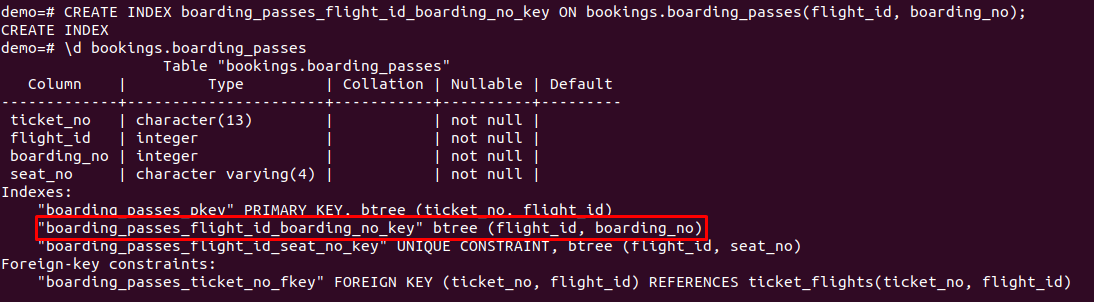 demo=# CREATE INDEX boarding_passes_flight_id_boarding_no_key ON bookings.boarding_passes(flight_id, boarding_no);
CREATE INDEX
demo=# \d bookings.boarding_passes
                Table "bookings.boarding_passes"
   Column    |         Type         | Collation | Nullable | Default
-------------+----------------------+-----------+----------+---------
 ticket_no   | character(13)        |           | not null |
 flight_id   | integer              |           | not null |
 boarding_no | integer              |           | not null |
 seat_no     | character varying(4) |           | not null |
Indexes:
    "boarding_passes_pkey" PRIMARY KEY, btree (ticket_no, flight_id)
    "boarding_passes_flight_id_boarding_no_key" btree (flight_id, boarding_no)
    "boarding_passes_flight_id_seat_no_key" UNIQUE CONSTRAINT, btree (flight_id, seat_no)
Foreign-key constraints:
    "boarding_passes_ticket_no_fkey" FOREIGN KEY (ticket_no, flight_id) REFERENCES ticket_flights(ticket_no, flight_id)